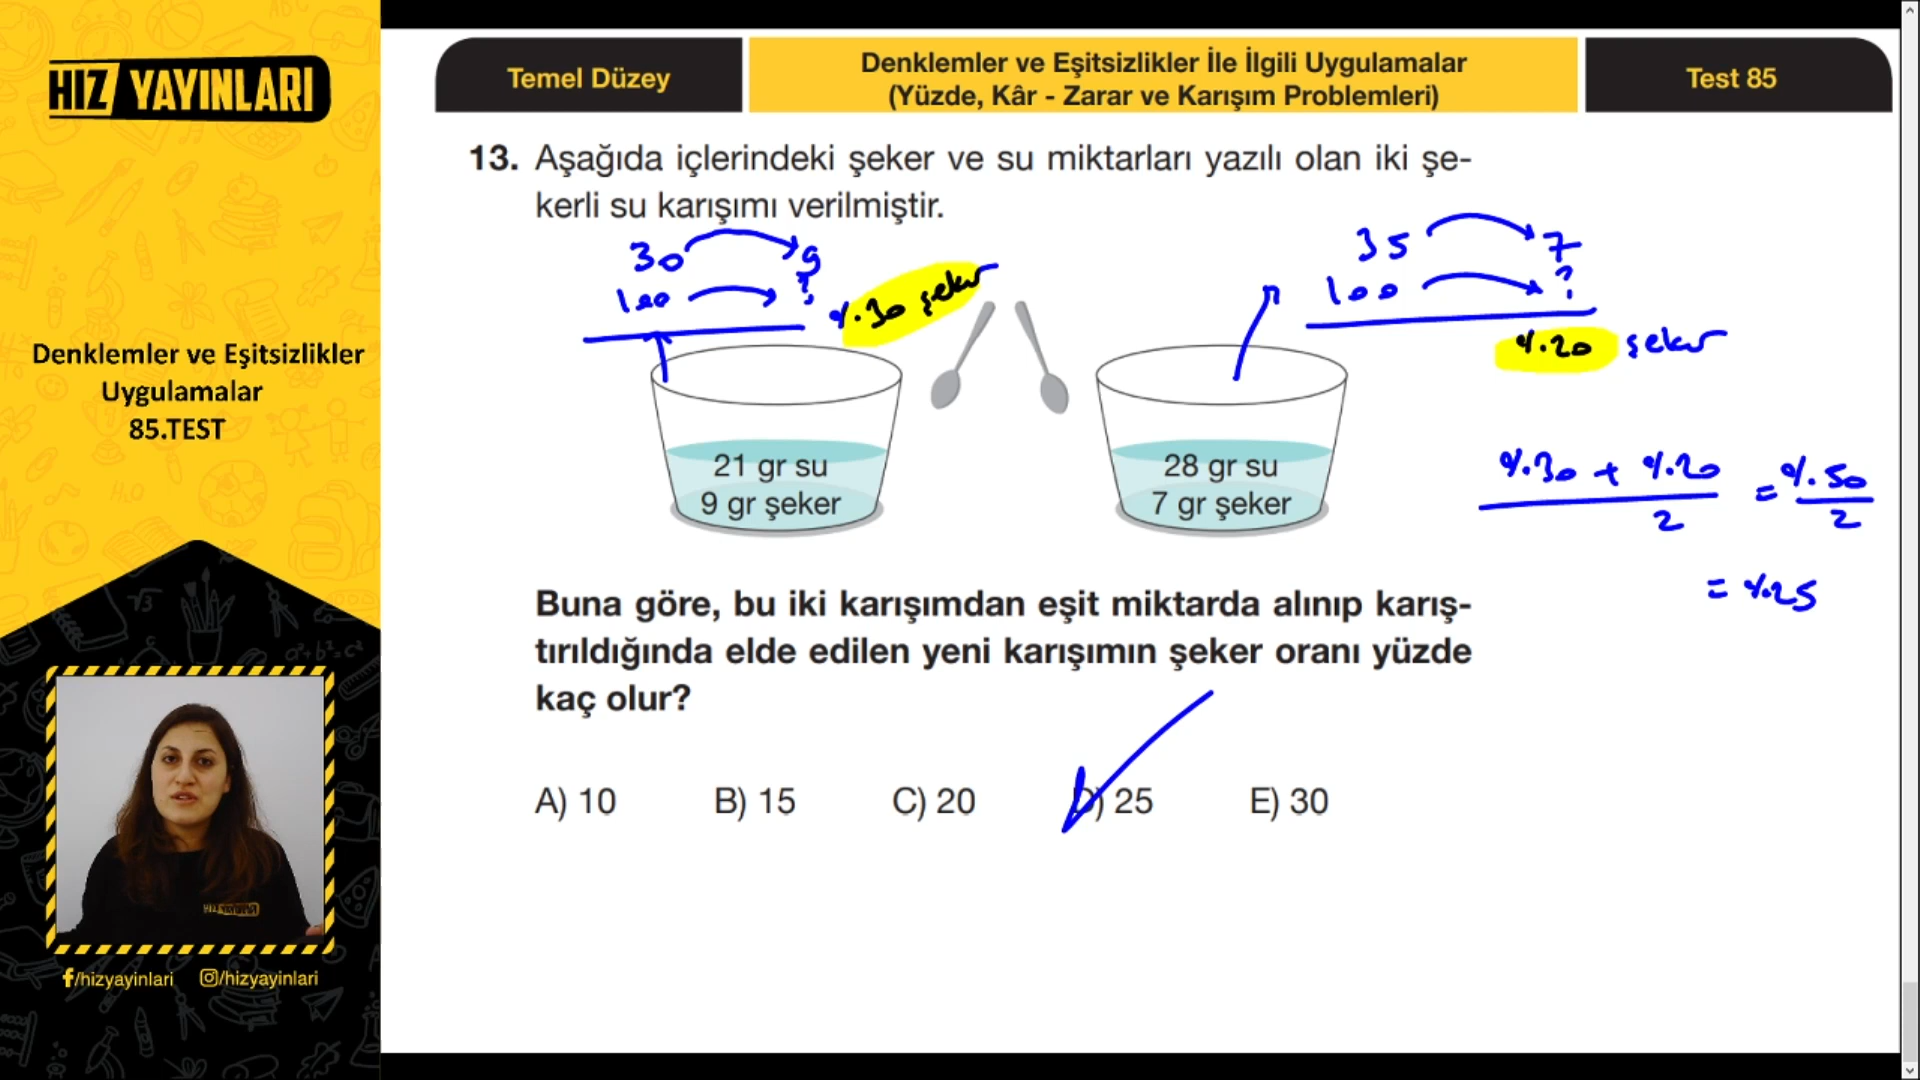 HIZ YAYINLARI
Denklemler ve Eşitsizlikler
Uygulamalar
85.TEST
/hizyayinlari /hizyayinlari
Temel Düzey
Denklemler ve Eşitsizlikler İle İlgili Uygulamalar
(Yüzde, Kâr - Zarar ve Karışım Problemleri)
Test 85
13. Aşağıda içlerindeki şeker ve su miktarları yazılı olan iki şe-
kerli su karışımı verilmiştir.
30 9
100 ?
%30 şeker
35 7
100 ?
%20 şeker
21 gr su
9 gr şeker
28 gr su
7 gr şeker
%30 + %20 = %50
2 2
= %25
Buna göre, bu iki karışımdan eşit miktarda alınıp karış-
tırıldığında elde edilen yeni karışımın şeker oranı yüzde
kaç olur?
A) 10 B) 15 C) 20 D) 25 E) 30